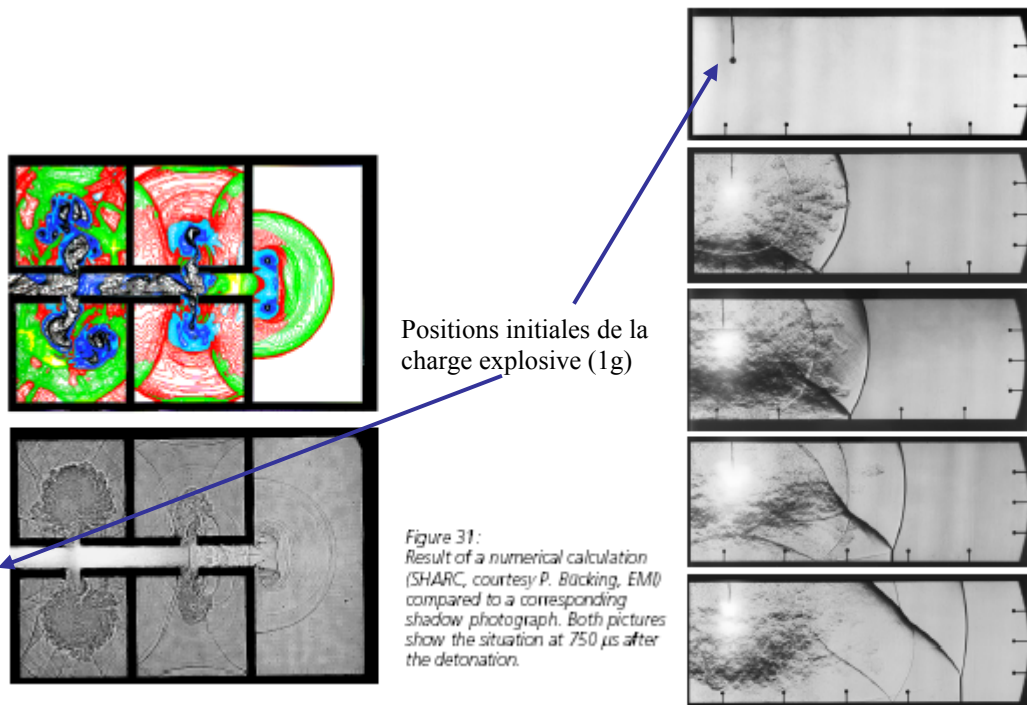 Positions initiales de la
charge explosive (1g)
Figure 31:
Result of a numerical calculation
(SHARC, courtesy P. Bücking, EMI)
compared to a corresponding
shadow photograph. Both pictures
show the situation at 750 µs after
the detonation.